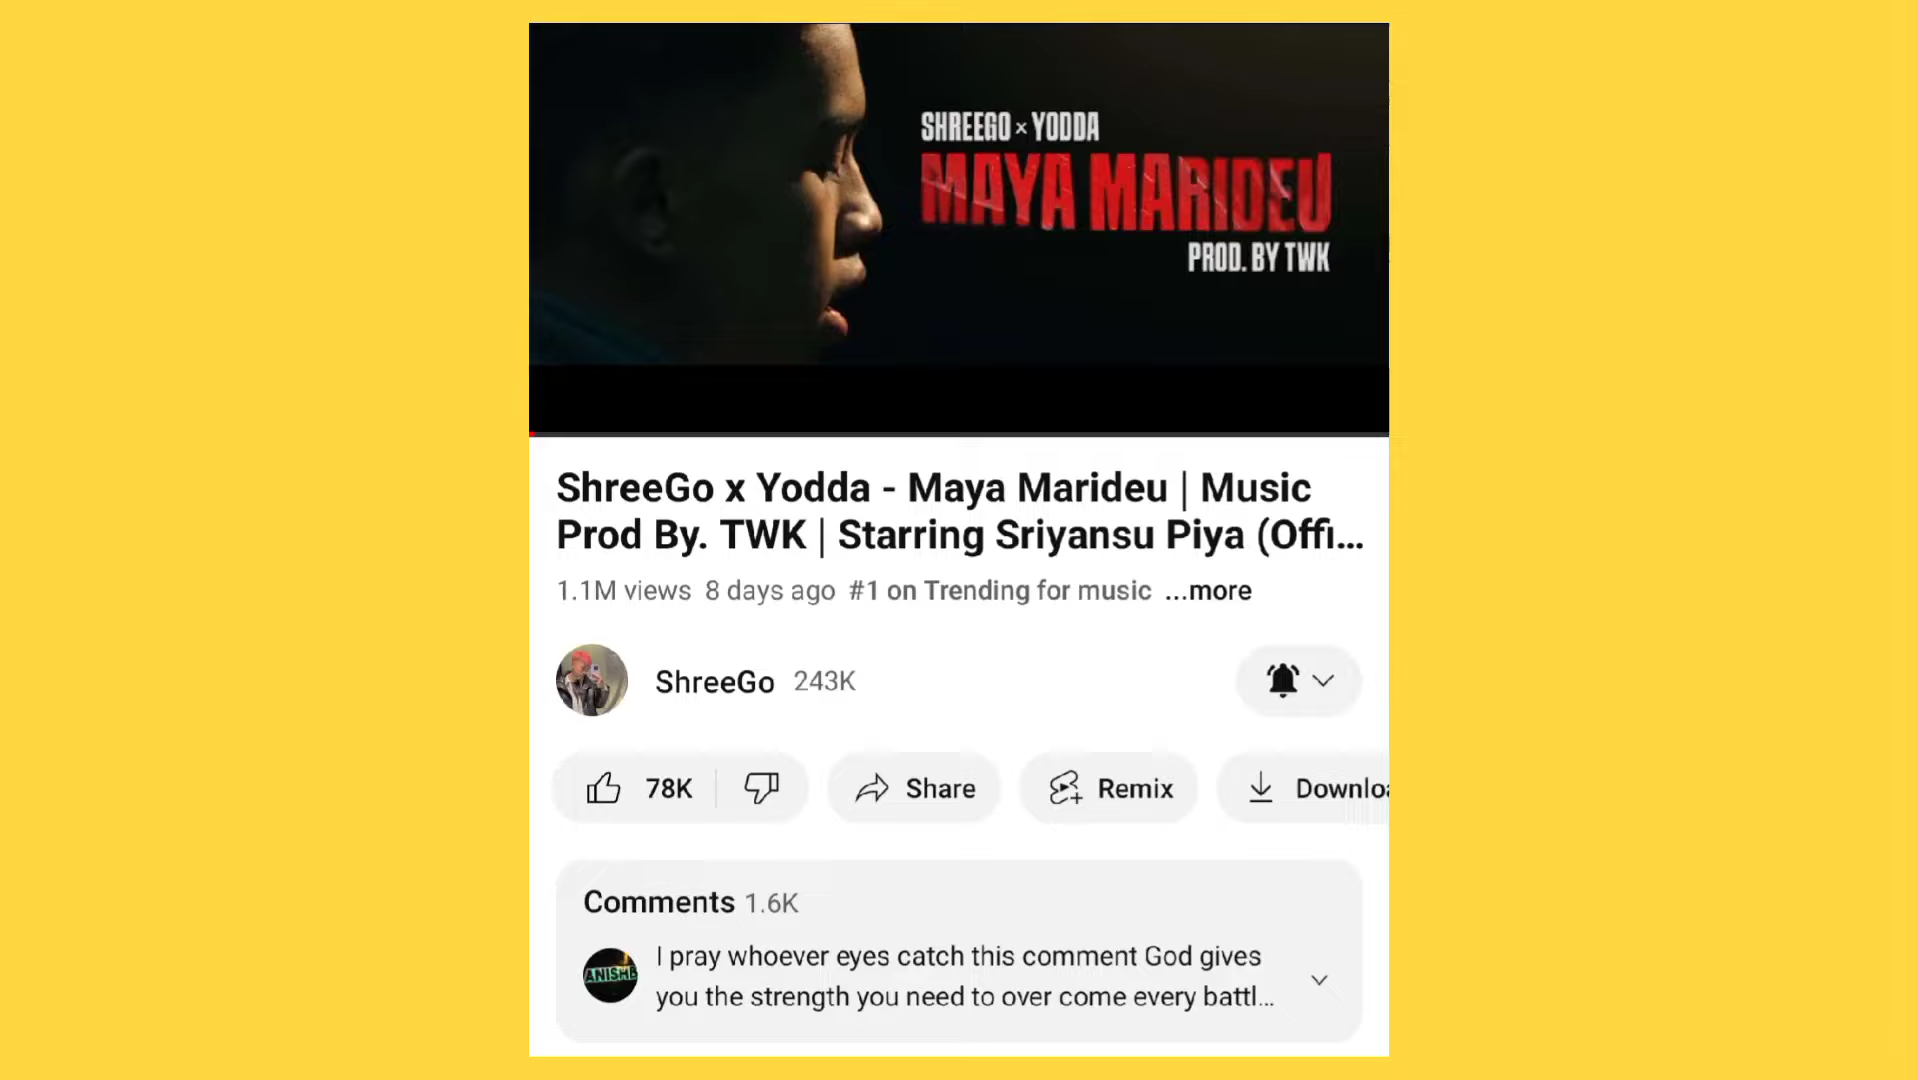 SHREEGO x YODDA
MAYA MARIDEU
PROD. BY TWK
ShreeGo x Yodda - Maya Marideu | Music
Prod By. TWK | Starring Sriyansu Piya (Offi...
1.1M views 8 days ago #1 on Trending for music ...more
ShreeGo 243K
78K Share Remix Downloa
Comments 1.6K
ANISHB
I pray whoever eyes catch this comment God gives
you the strength you need to over come every battl...